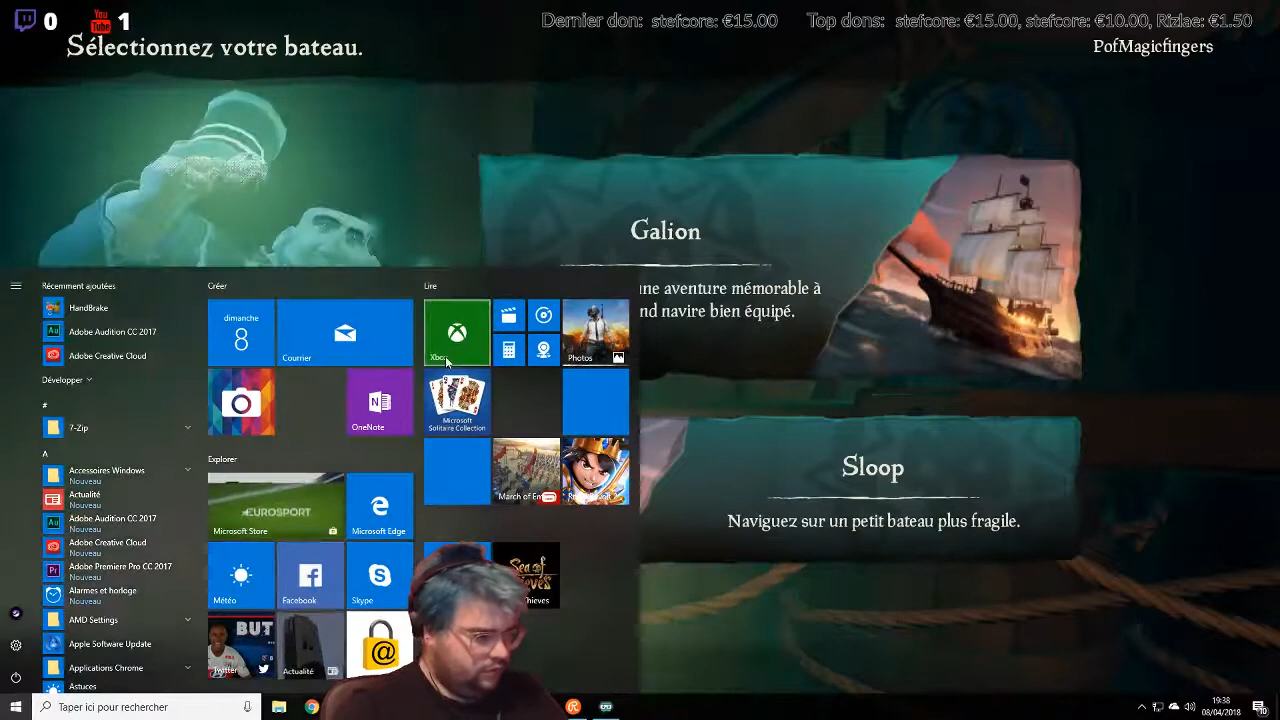 0 1 Dernier don: stefcore: €15.00 Top dons: stefcore: €15.00, stefcore: €10.00, Rizlae: €1.50
Sélectionnez votre bateau.
PofMagicfingers
Galion
une aventure mémorable à
nd navire bien équipé.
Sloop
Naviguez sur un petit bateau plus fragile.
Récemment ajoutées
HandBrake
Adobe Audition CC 2017
Adobe Creative Cloud
Développer
#
7-Zip
A
Accessoires Windows
Nouveau
Actualité
Nouveau
Adobe Audition CC 2017
Nouveau
Adobe Creative Cloud
Nouveau
Adobe Premiere Pro CC 2017
Nouveau
Alarmes et horloge
Nouveau
AMD Settings
Apple Software Update
Applications Chrome
Astuces
Créer
dimanche
8
Courrier
OneNote
Explorer
EUROSPORT
Microsoft Store
Microsoft Edge
Météo
Facebook
Skype
BUT
Twitter
Actualité
Lire
Xbox
Photos
Microsoft
Solitaire Collection
March of Em
Sea of
Thieves
Taper ici pour rechercher
19:38
08/04/2018